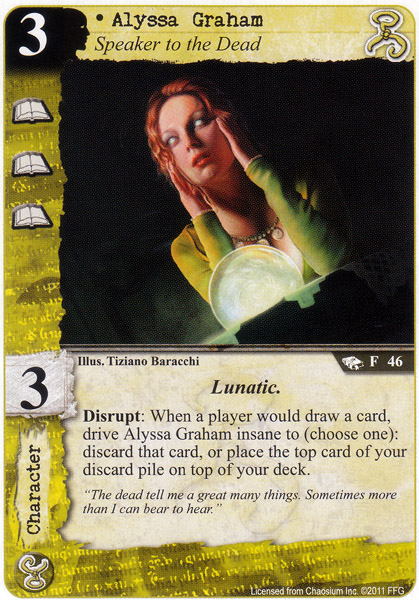 3
• Alyssa Graham
Speaker to the Dead
Illus. Tiziano Baracchi
F 46
3
Character
Lunatic.
Disrupt: When a player would draw a card,
drive Alyssa Graham insane to (choose one):
discard that card, or place the top card of your
discard pile on top of your deck.
“The dead tell me a great many things. Sometimes more
than I can bear to hear.”
Licensed from Chaosium Inc. ©2011 FFG